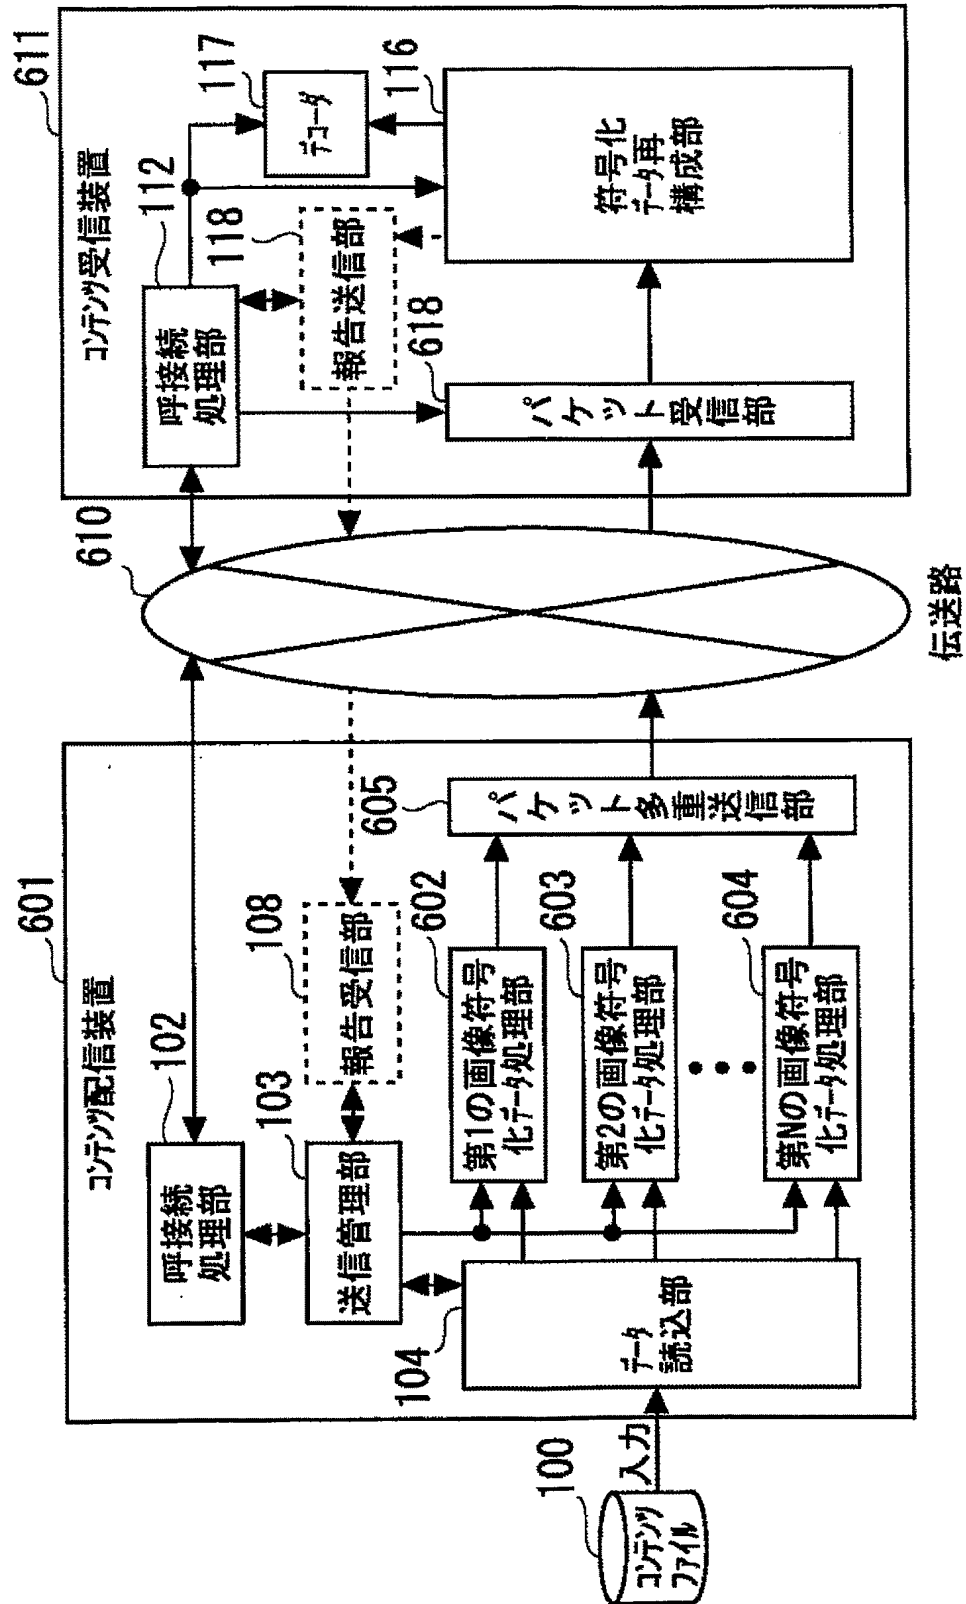 601
コンテンツ配信装置
102
呼接続
処理部
103
送信管理部
108
報告受信部
104
データ
読込部
100
コンテンツ
ファイル
入力
602
第1の画像符号
化データ処理部
603
第2の画像符号
化データ処理部
604
第Nの画像符号
化データ処理部
605
パケット多重送信部
610
伝送路
611
コンテンツ受信装置
112
呼接続
処理部
118
報告送信部
117
デコーダ
116
符号化
データ再
構成部
618
パケット受信部